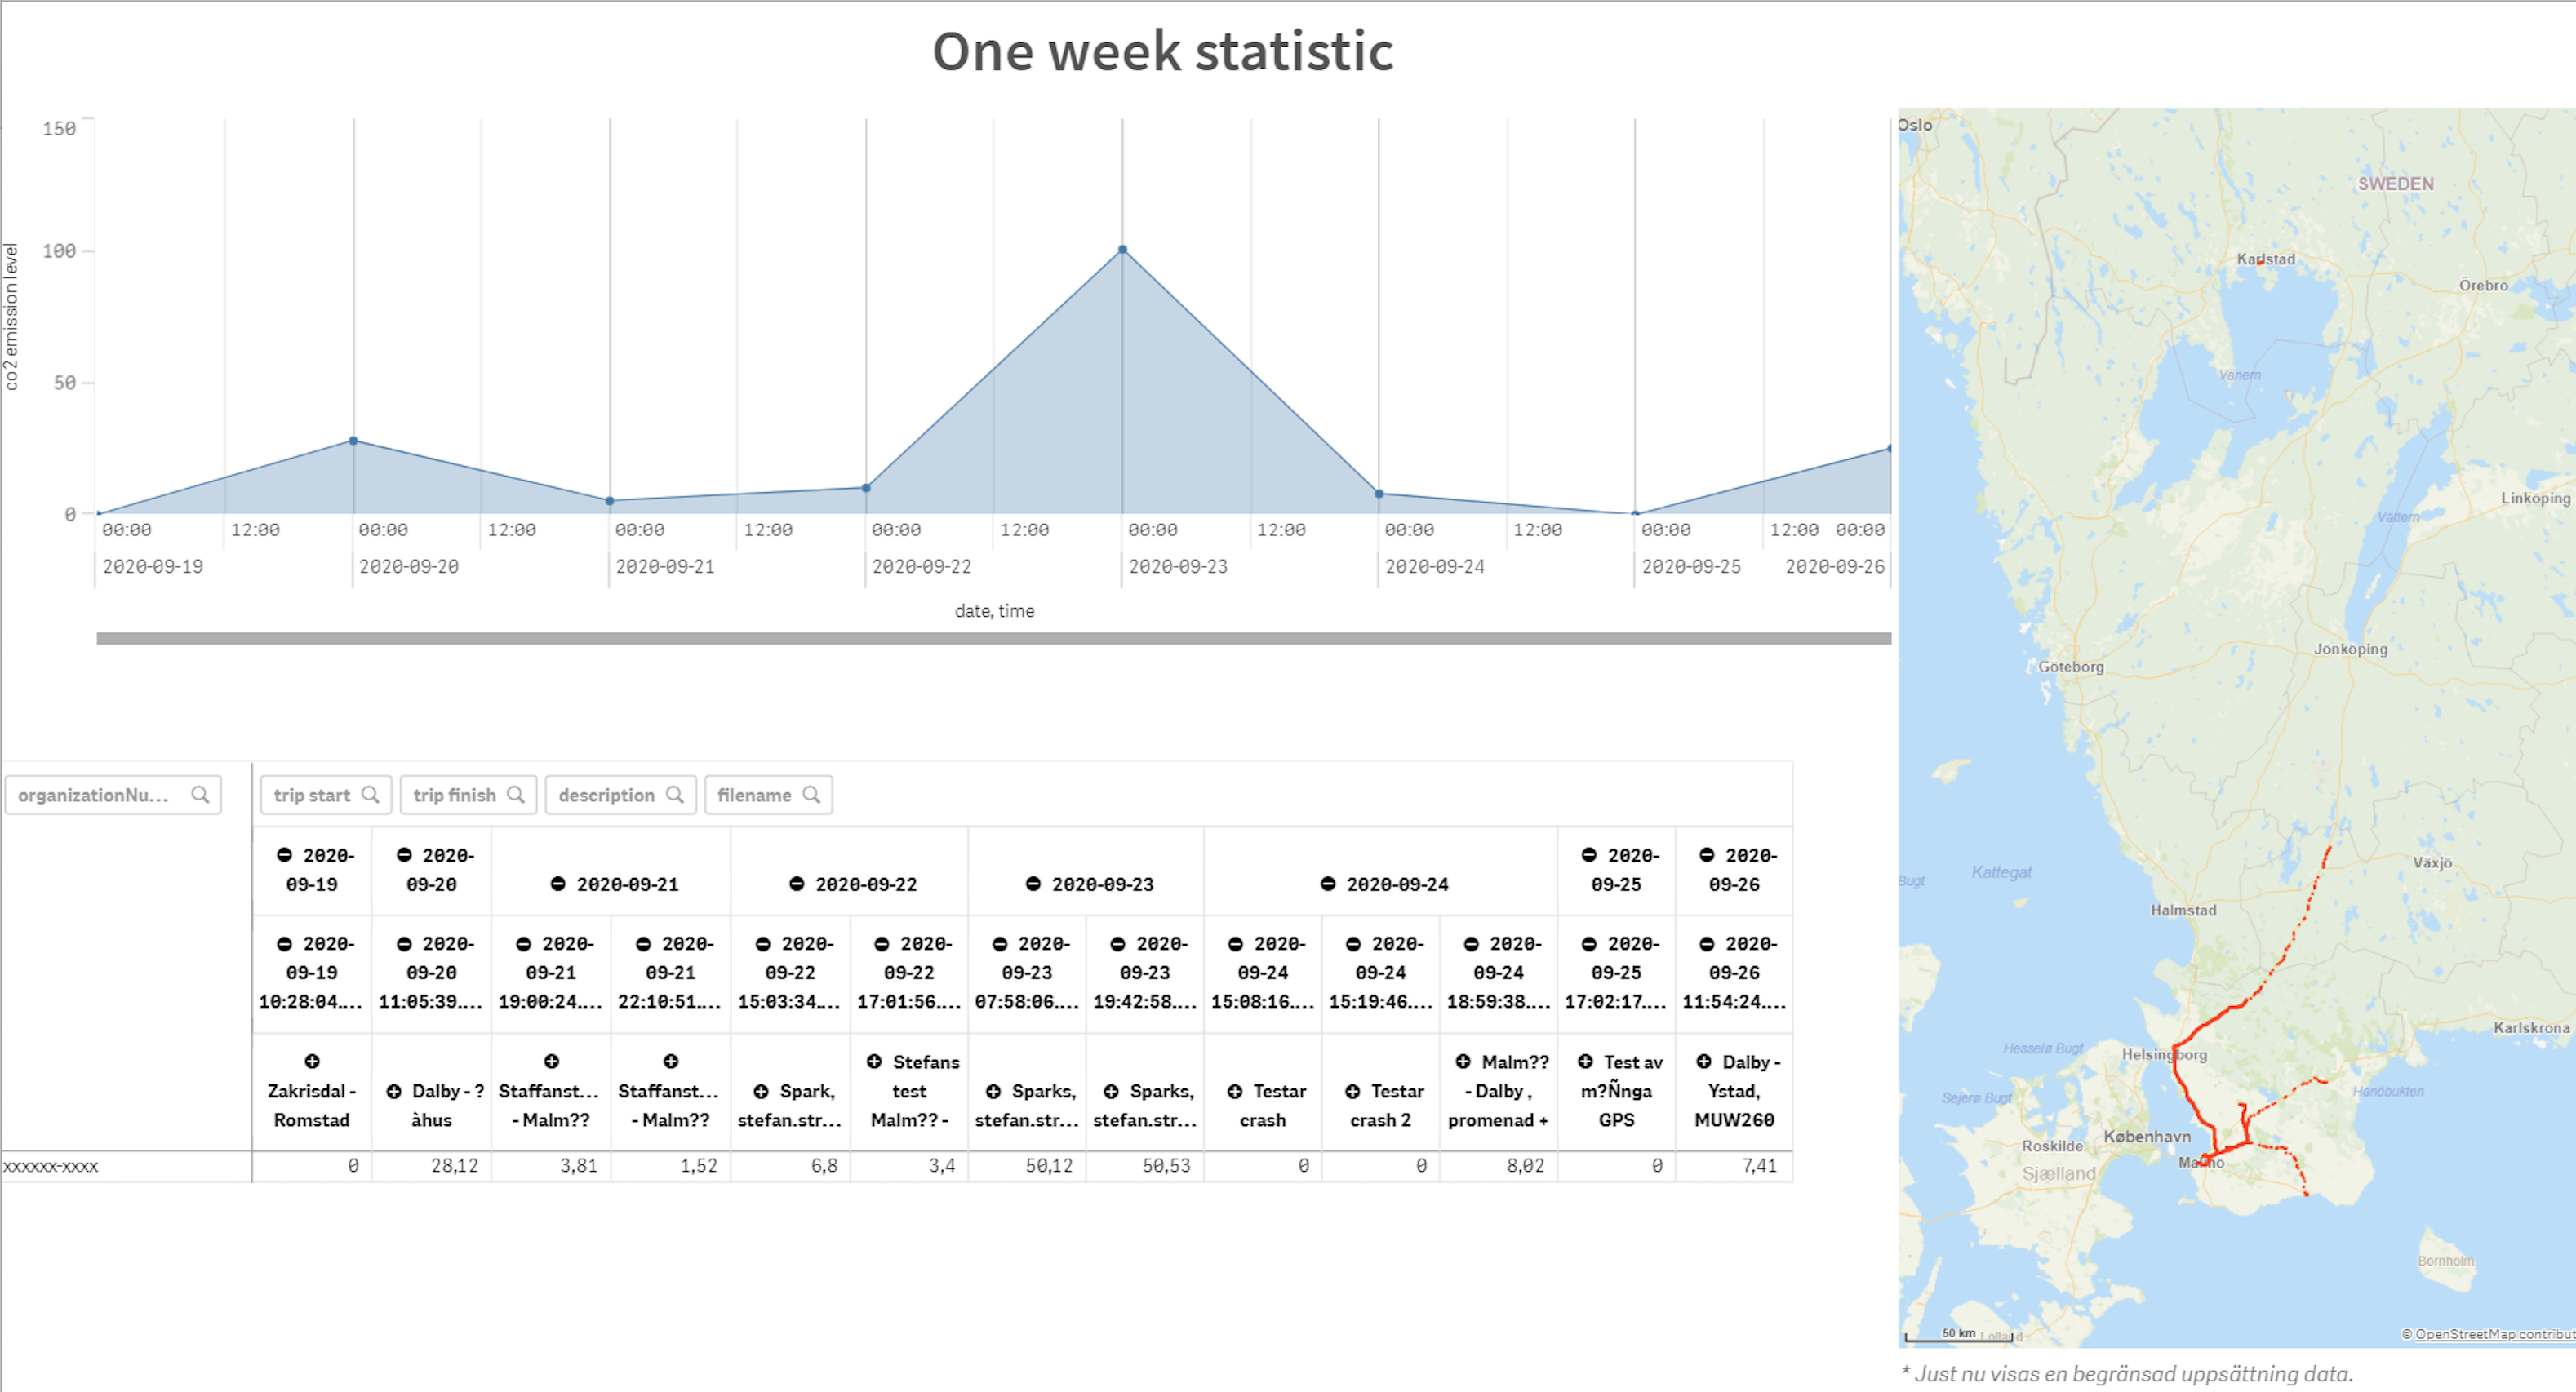 One week statistic
150
100
50
0
co2 emission level
00:00 12:00 00:00 12:00 00:00 12:00 00:00 12:00 00:00 12:00 00:00 12:00 00:00 12:00 00:00
2020-09-19 2020-09-20 2020-09-21 2020-09-22 2020-09-23 2020-09-24 2020-09-25 2020-09-26
date, time
organizationNu... trip start trip finish description filename
2020- 2020- 2020- 2020-
09-19 09-20 2020-09-21 2020-09-22 2020-09-23 2020-09-24 09-25 09-26
2020- 2020- 2020- 2020- 2020- 2020- 2020- 2020- 2020- 2020- 2020- 2020- 2020-
09-19 09-20 09-21 09-21 09-22 09-22 09-23 09-23 09-24 09-24 09-24 09-25 09-26
10:28:04.... 11:05:39.... 19:00:24.... 22:10:51.... 15:03:34.... 17:01:56.... 07:58:06.... 19:42:58.... 15:08:16.... 15:19:46.... 18:59:38.... 17:02:17.... 11:54:24....
Stefans Malm?? Test av Dalby -
Zakrisdal - Dalby - ? Staffanst... Staffanst... Spark, test Sparks, Sparks, Testar Testar - Dalby , m?Ñnga Ystad,
Romstad àhus - Malm?? - Malm?? stefan.str... Malm?? - stefan.str... stefan.str... crash crash 2 promenad + GPS MUW260
xxxxxx-xxxx 0 28,12 3,81 1,52 6,8 3,4 50,12 50,53 0 0 8,02 0 7,41
Oslo
SWEDEN
Karlstad
Örebro
Vänern
Linköping
Vättern
Jonkoping
Goteborg
Växjö
Kattegat
Bugt
Halmstad
Karlskrona
Hesselø Bugt
Helsingborg
Hanöbukten
Sejerø Bugt
København
Roskilde
Malmö
Sjælland
Bornholm
50 km
Lolland
© OpenStreetMap contribut
* Just nu visas en begränsad uppsättning data.